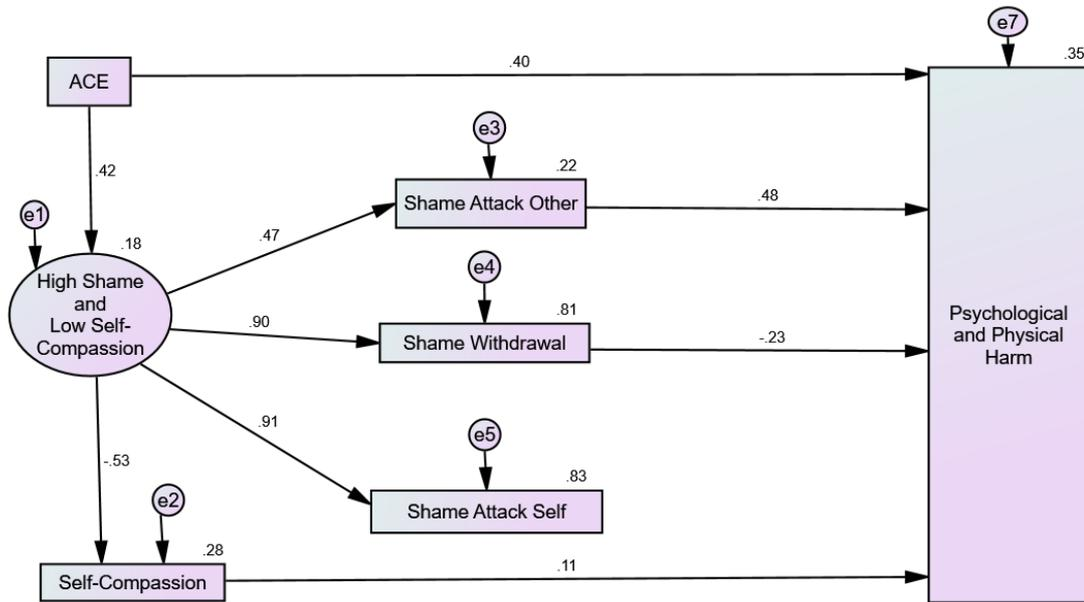 e7
.35
ACE
.40
.42
e3
.22
Shame Attack Other
.48
.47
e1
.18
High Shame
and
Low Self-
Compassion
e4
.81
.90
Shame Withdrawal
-.23
Psychological
and Physical
Harm
.91
e5
.83
Shame Attack Self
-.53
e2
.28
Self-Compassion
.11